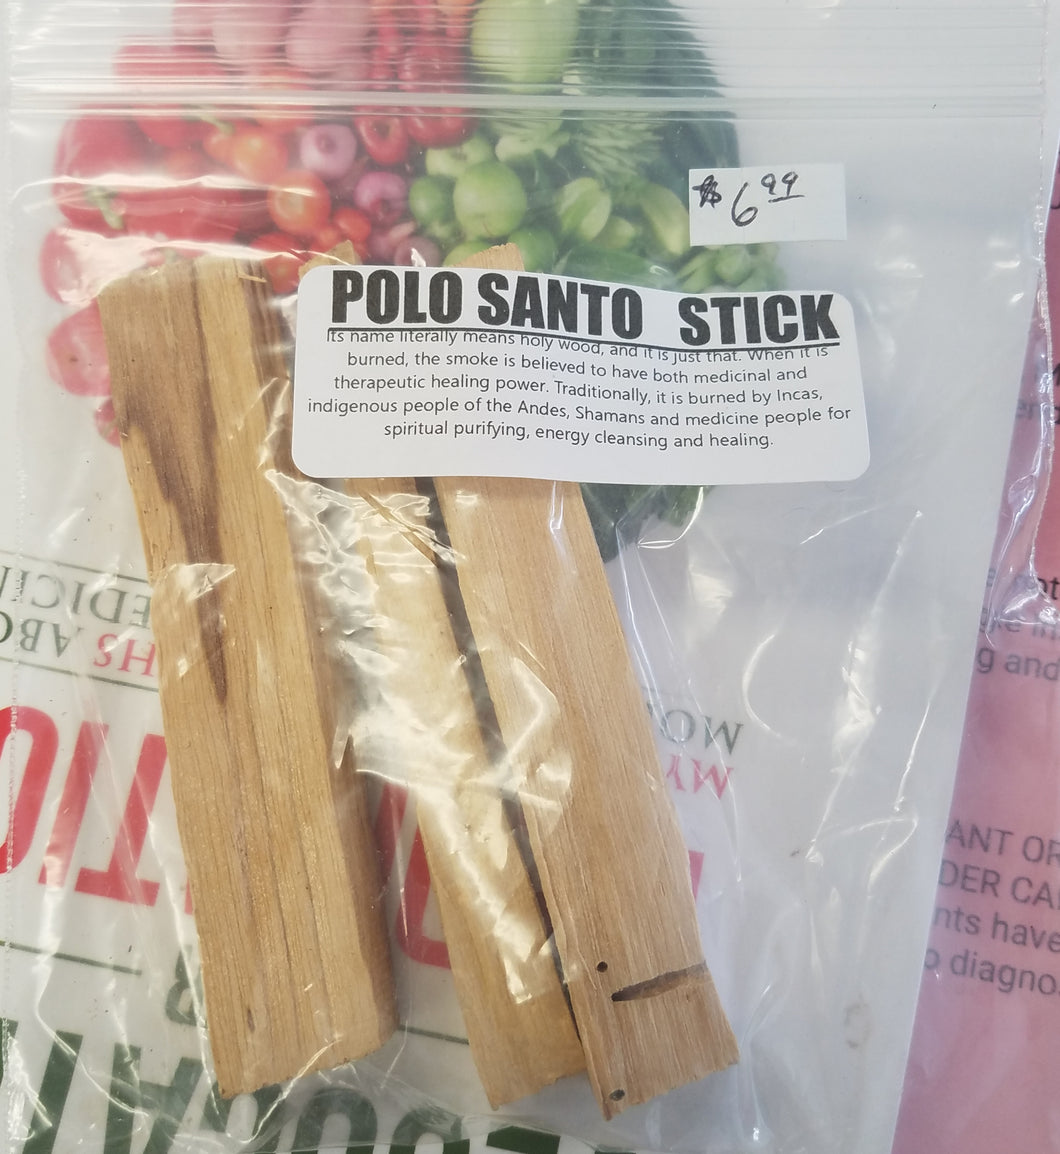 $ 6.99
POLO SANTO STICK
Its name literally means holy wood, and it is just that. When it is
burned, the smoke is believed to have both medicinal and
therapeutic healing power. Traditionally, it is burned by Incas,
indigenous people of the Andes, Shamans and medicine people for
spiritual purifying, energy cleansing and healing.
g and
MY
ANT OR
DER CA
nts have
o diagno